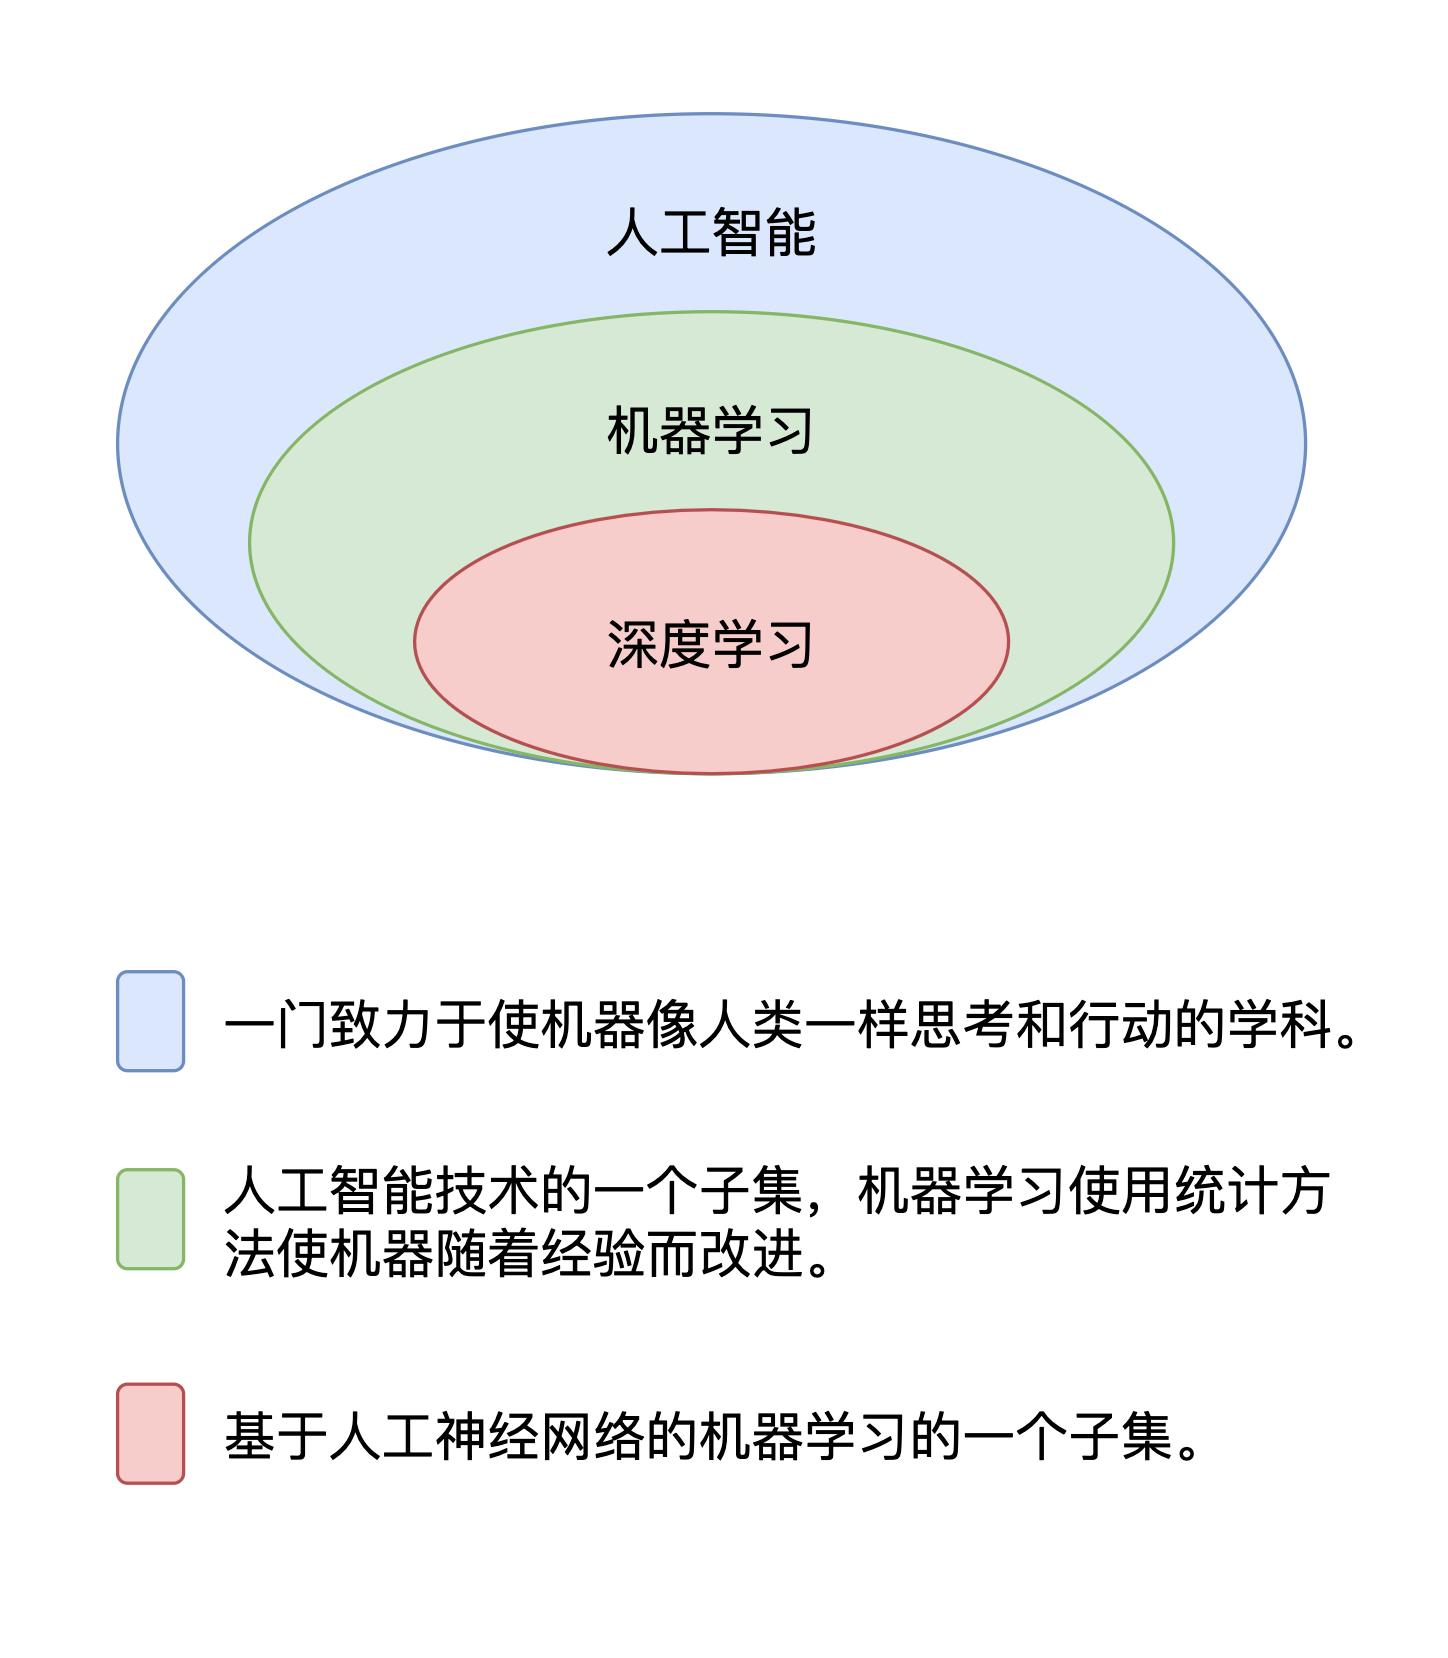 人工智能
机器学习
深度学习
一门致力于使机器像人类一样思考和行动的学科。
人工智能技术的一个子集，机器学习使用统计方
法使机器随着经验而改进。
基于人工神经网络的机器学习的一个子集。